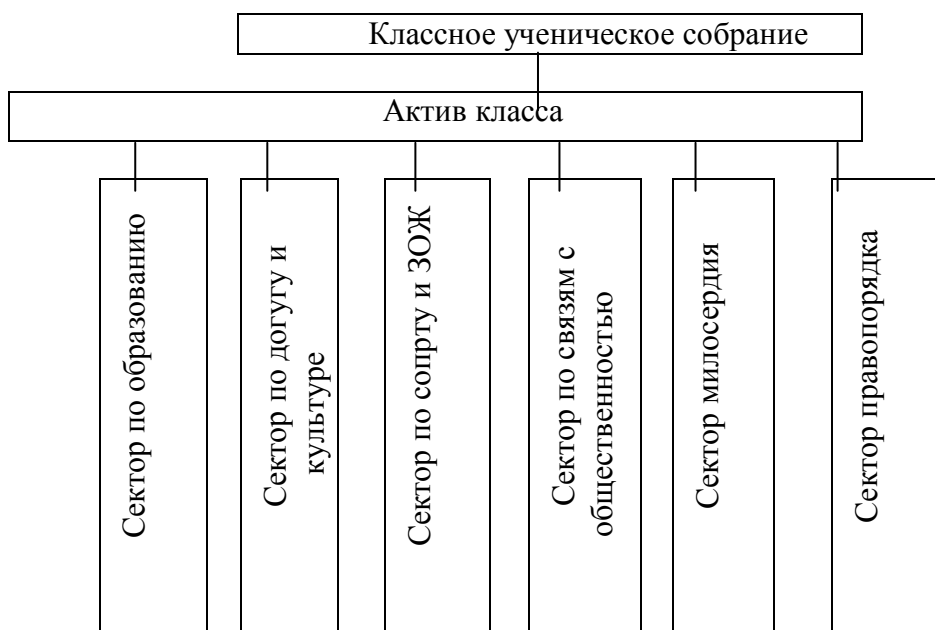 Классное ученическое собрание
Актив класса
Сектор по образованию
Сектор по догугу и
культуре
Сектор по сопрту и ЗОЖ
Сектор по связям с
общественностью
Сектор милосердия
Сектор правопорядка